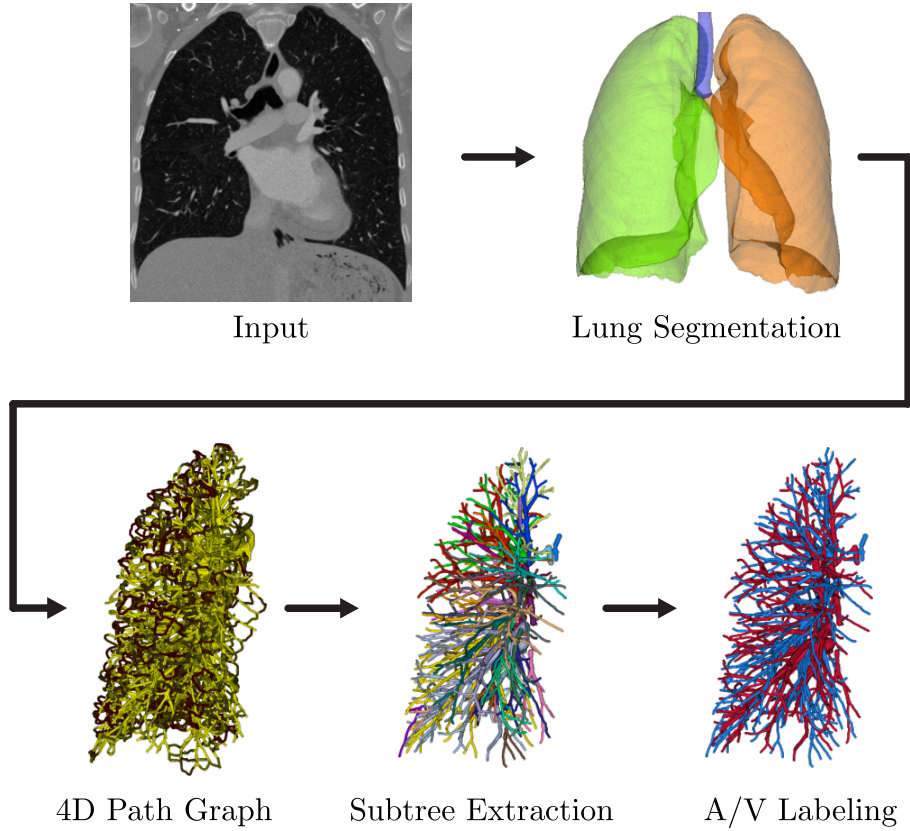 Input
Lung Segmentation
4D Path Graph
Subtree Extraction
A/V Labeling